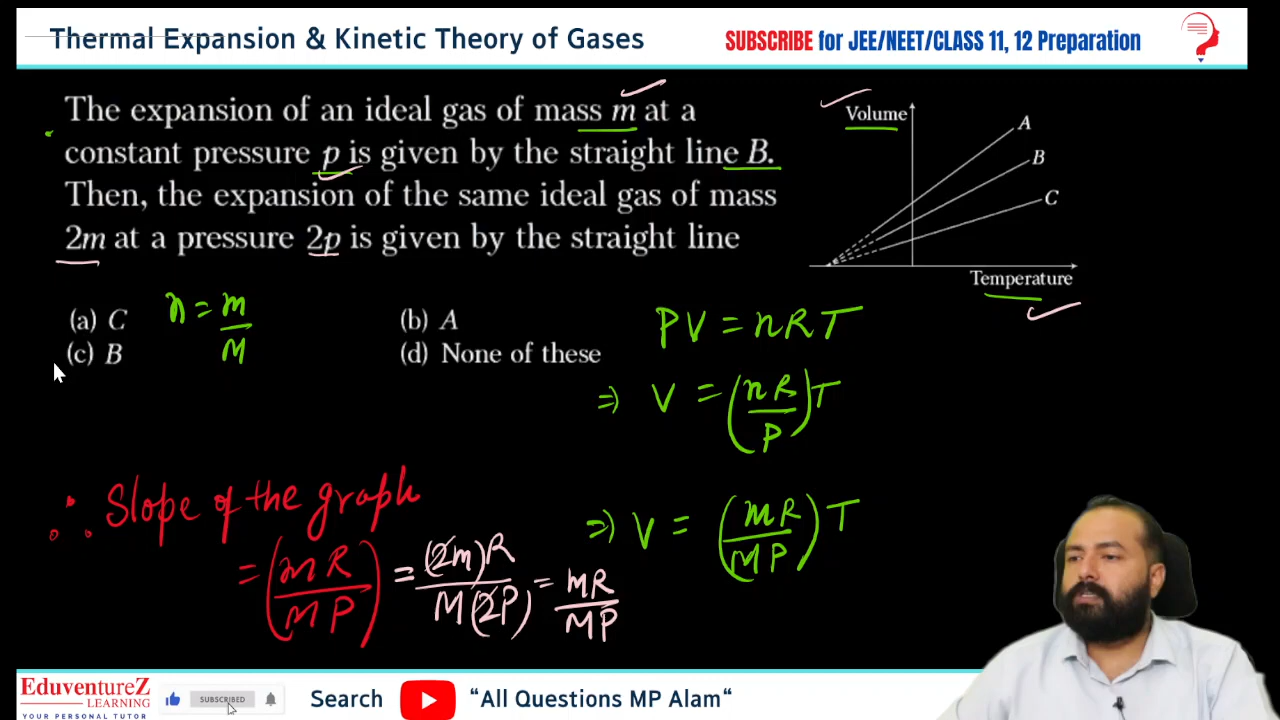 Thermal Expansion & Kinetic Theory of Gases
SUBSCRIBE for JEE/NEET/CLASS 11, 12 Preparation
The expansion of an ideal gas of mass m at a
constant pressure p is given by the straight line B.
Then, the expansion of the same ideal gas of mass
2m at a pressure 2p is given by the straight line
Volume
A
B
C
Temperature
(a) C
(b) A
(c) B
(d) None of these
n = m/M
PV = nRT
⇒ V = (nR/P)T
⇒ V = (mR/MP)T
∴ Slope of the graph
= (mR/MP) = (2m)R/M(2P) = mR/MP
EduventureZ
LEARNING
YOUR PERSONAL TUTOR
SUBSCRIBED
Search
"All Questions MP Alam"